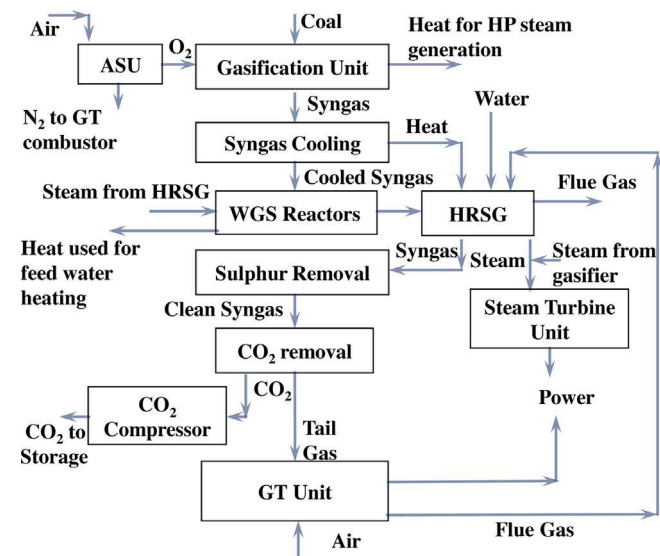 Air
Coal
O2
Heat for HP steam
generation
ASU
Gasification Unit
N2 to GT
combustor
Syngas
Water
Syngas Cooling
Heat
Cooled Syngas
Steam from HRSG
WGS Reactors
HRSG
Flue Gas
Heat used for
feed water
heating
Syngas
Steam
Steam from
gasifier
Sulphur Removal
Clean Syngas
Steam Turbine
Unit
CO2 removal
CO2
CO2
Compressor
Power
CO2 to
Storage
Tail
Gas
GT Unit
Flue Gas
Air